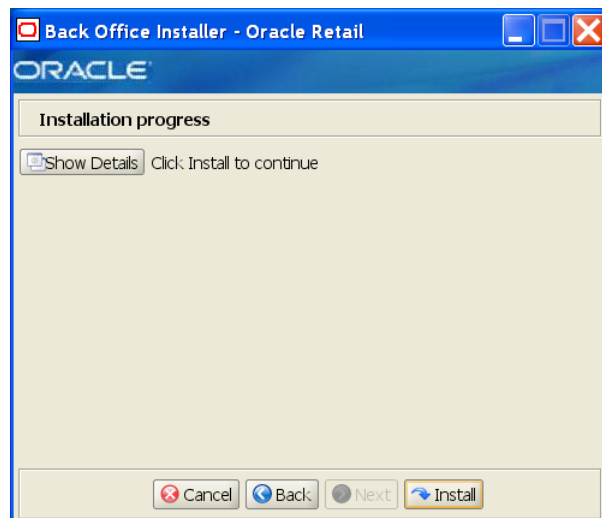 Back Office Installer - Oracle Retail
ORACLE
Installation progress
Show Details Click Install to continue
Cancel Back Next Install